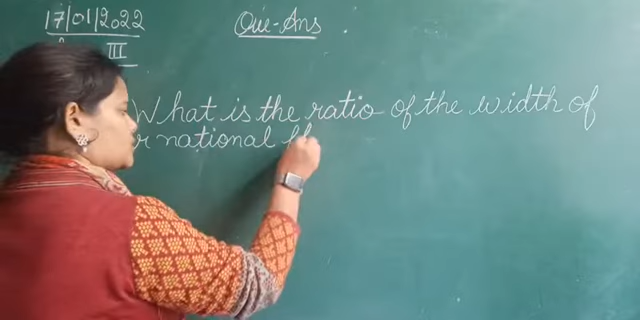 17/01/2022
Que-Ans
III
What is the ratio of the width of
r national fl